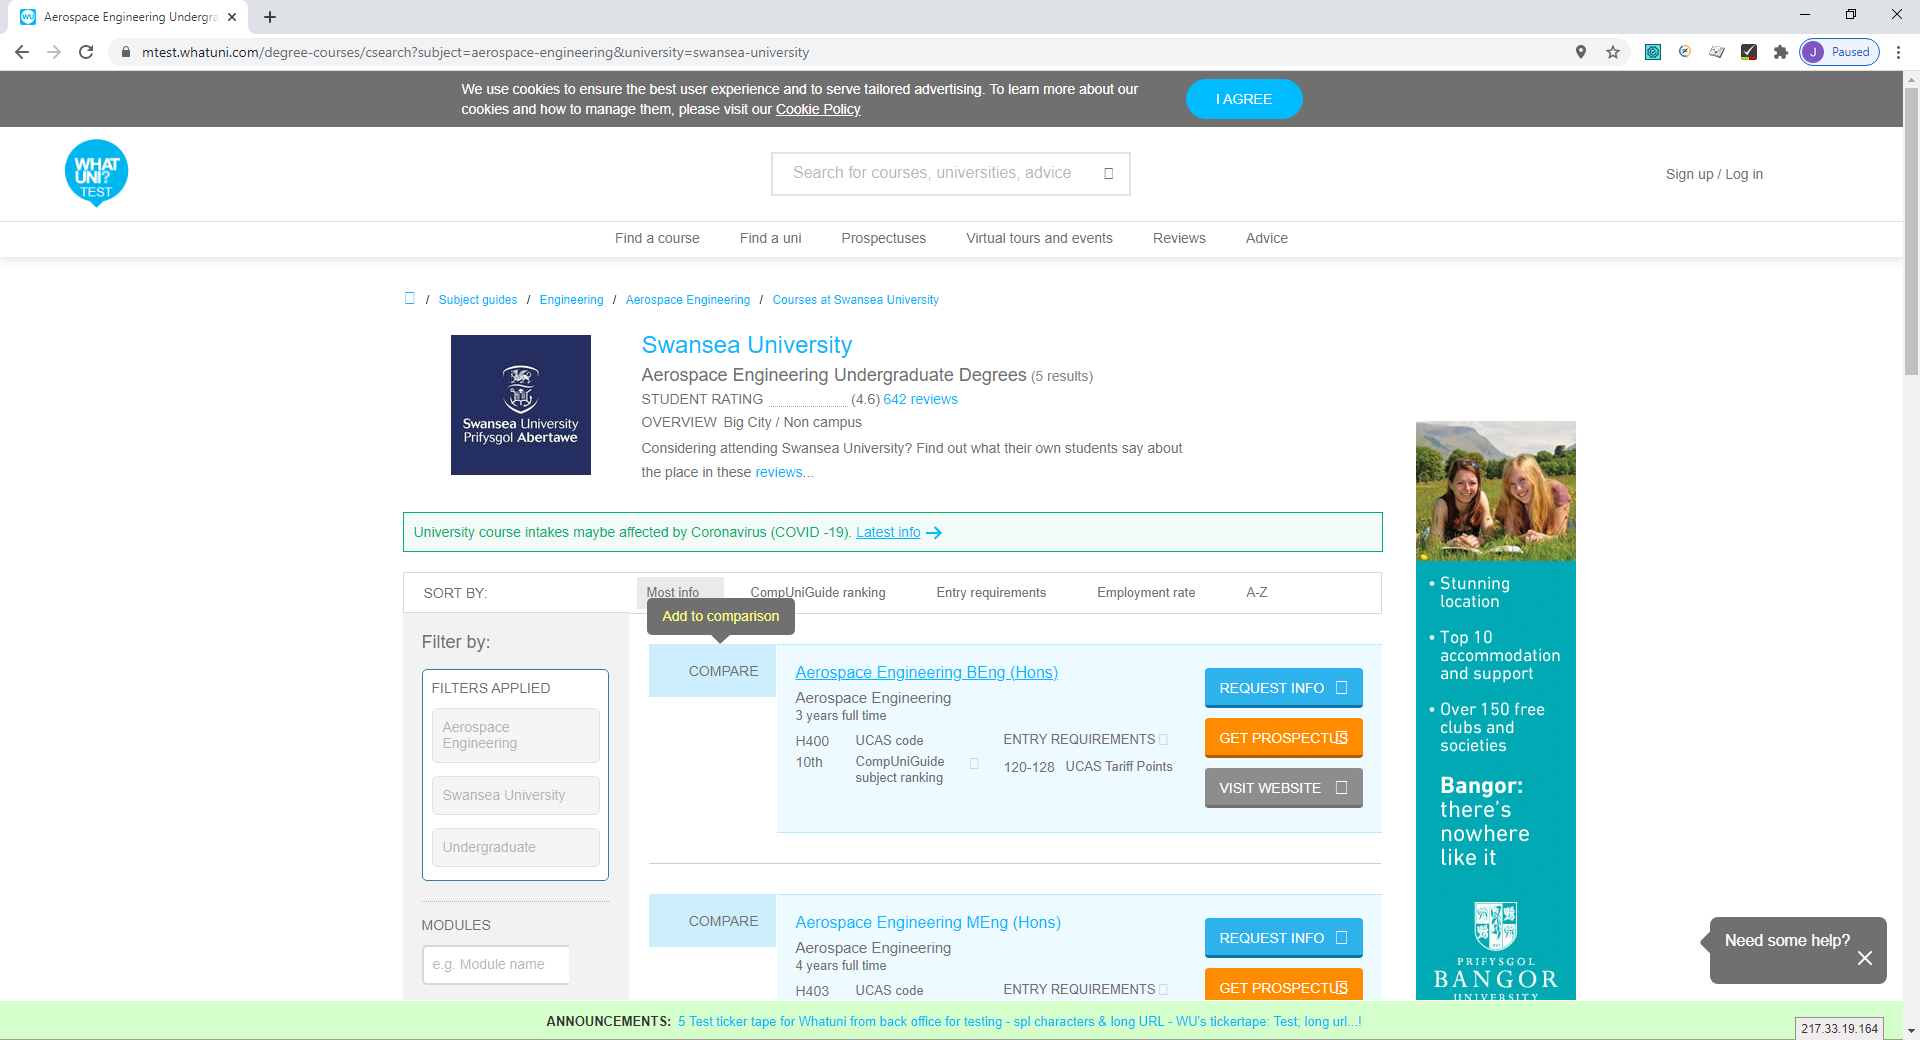 Aerospace Engineering Undergra
mtest.whatuni.com/degree-courses/csearch?subject=aerospace-engineering&university=swansea-university
J Paused
We use cookies to ensure the best user experience and to serve tailored advertising. To learn more about our
cookies and how to manage them, please visit our Cookie Policy
I AGREE
WHAT
UNI?
TEST
Search for courses, universities, advice
Sign up / Log in
Find a course Find a uni Prospectuses Virtual tours and events Reviews Advice
/ Subject guides / Engineering / Aerospace Engineering / Courses at Swansea University
Swansea University
Prifysgol Abertawe
Swansea University
Aerospace Engineering Undergraduate Degrees (5 results)
STUDENT RATING (4.6) 642 reviews
OVERVIEW Big City / Non campus
Considering attending Swansea University? Find out what their own students say about
the place in these reviews...
University course intakes maybe affected by Coronavirus (COVID -19). Latest info →
SORT BY: Most info CompUniGuide ranking Entry requirements Employment rate A-Z
Add to comparison
Filter by:
FILTERS APPLIED
Aerospace
Engineering
Swansea University
Undergraduate
MODULES
e.g. Module name
COMPARE
Aerospace Engineering BEng (Hons)
Aerospace Engineering
3 years full time
H400 UCAS code
10th CompUniGuide
subject ranking
ENTRY REQUIREMENTS
120-128 UCAS Tariff Points
REQUEST INFO
GET PROSPECTUS
VISIT WEBSITE
COMPARE
Aerospace Engineering MEng (Hons)
Aerospace Engineering
4 years full time
H403 UCAS code
ENTRY REQUIREMENTS
REQUEST INFO
GET PROSPECTUS
• Stunning
location
• Top 10
accommodation
and support
• Over 150 free
clubs and
societies
Bangor:
there's
nowhere
like it
PRIFYSGOL
BANGOR
UNIVERSITY
Need some help?
ANNOUNCEMENTS: 5 Test ticker tape for Whatuni from back office for testing - spl characters & long URL - WU's tickertape: Test; long url...!
217.33.19.164